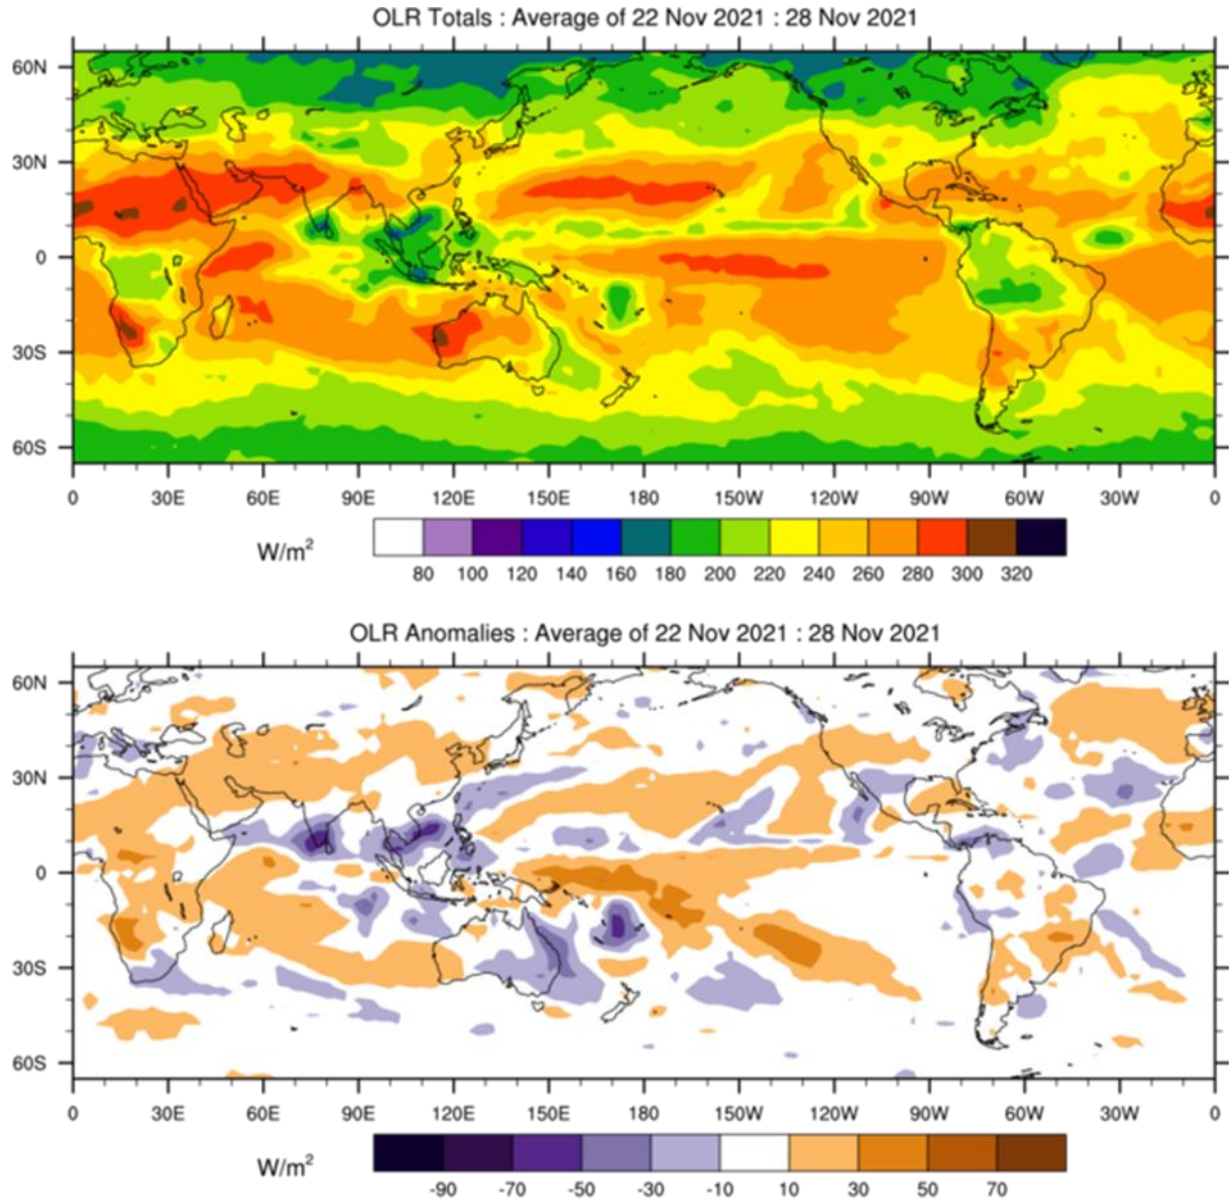 OLR Totals : Average of 22 Nov 2021 : 28 Nov 2021
60N
30N
0
30S
60S
0 30E 60E 90E 120E 150E 180 150W 120W 90W 60W 30W 0
W/m²
80 100 120 140 160 180 200 220 240 260 280 300 320
OLR Anomalies : Average of 22 Nov 2021 : 28 Nov 2021
60N
30N
0
30S
60S
0 30E 60E 90E 120E 150E 180 150W 120W 90W 60W 30W 0
W/m²
-90 -70 -50 -30 -10 10 30 50 70